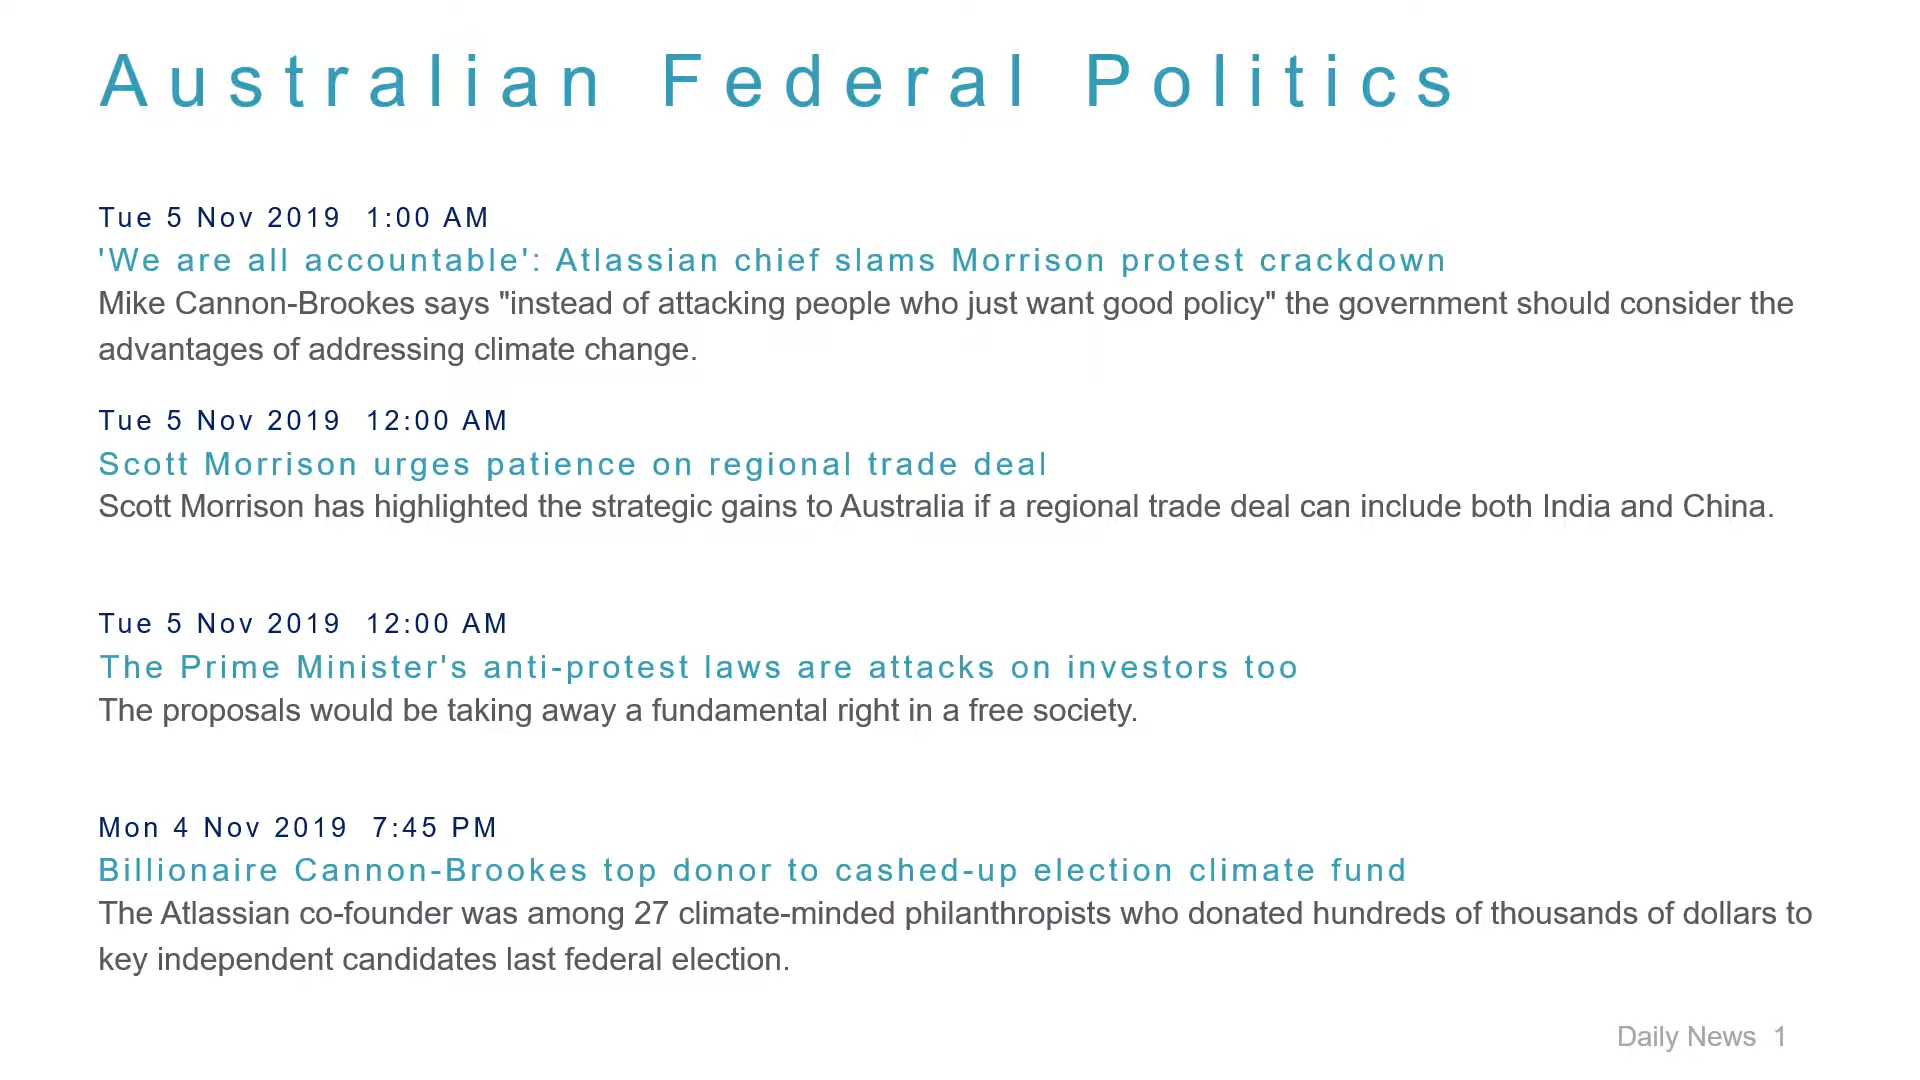 Australian Federal Politics
Tue 5 Nov 2019 1:00 AM
'We are all accountable': Atlassian chief slams Morrison protest crackdown
Mike Cannon-Brookes says "instead of attacking people who just want good policy" the government should consider the
advantages of addressing climate change.
Tue 5 Nov 2019 12:00 AM
Scott Morrison urges patience on regional trade deal
Scott Morrison has highlighted the strategic gains to Australia if a regional trade deal can include both India and China.
Tue 5 Nov 2019 12:00 AM
The Prime Minister's anti-protest laws are attacks on investors too
The proposals would be taking away a fundamental right in a free society.
Mon 4 Nov 2019 7:45 PM
Billionaire Cannon-Brookes top donor to cashed-up election climate fund
The Atlassian co-founder was among 27 climate-minded philanthropists who donated hundreds of thousands of dollars to
key independent candidates last federal election.
Daily News 1